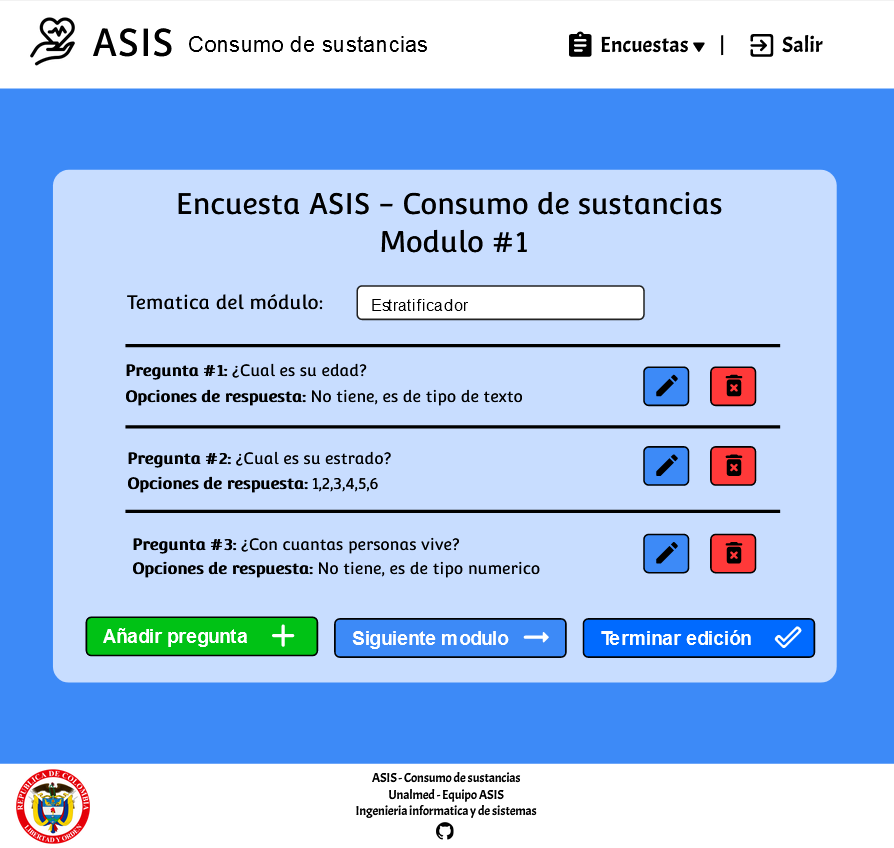 ASIS Consumo de sustancias
Encuestas ▾ | Salir
Encuesta ASIS - Consumo de sustancias
Modulo #1
Tematica del módulo: Estratificador
Pregunta #1: ¿Cual es su edad?
Opciones de respuesta: No tiene, es de tipo de texto
Pregunta #2: ¿Cual es su estrado?
Opciones de respuesta: 1,2,3,4,5,6
Pregunta #3: ¿Con cuantas personas vive?
Opciones de respuesta: No tiene, es de tipo numerico
Añadir pregunta
Siguiente modulo
Terminar edición
REPUBLICA DE COLOMBIA
LIBERTAD Y ORDEN
ASIS - Consumo de sustancias
Unalmed - Equipo ASIS
Ingenieria informatica y de sistemas